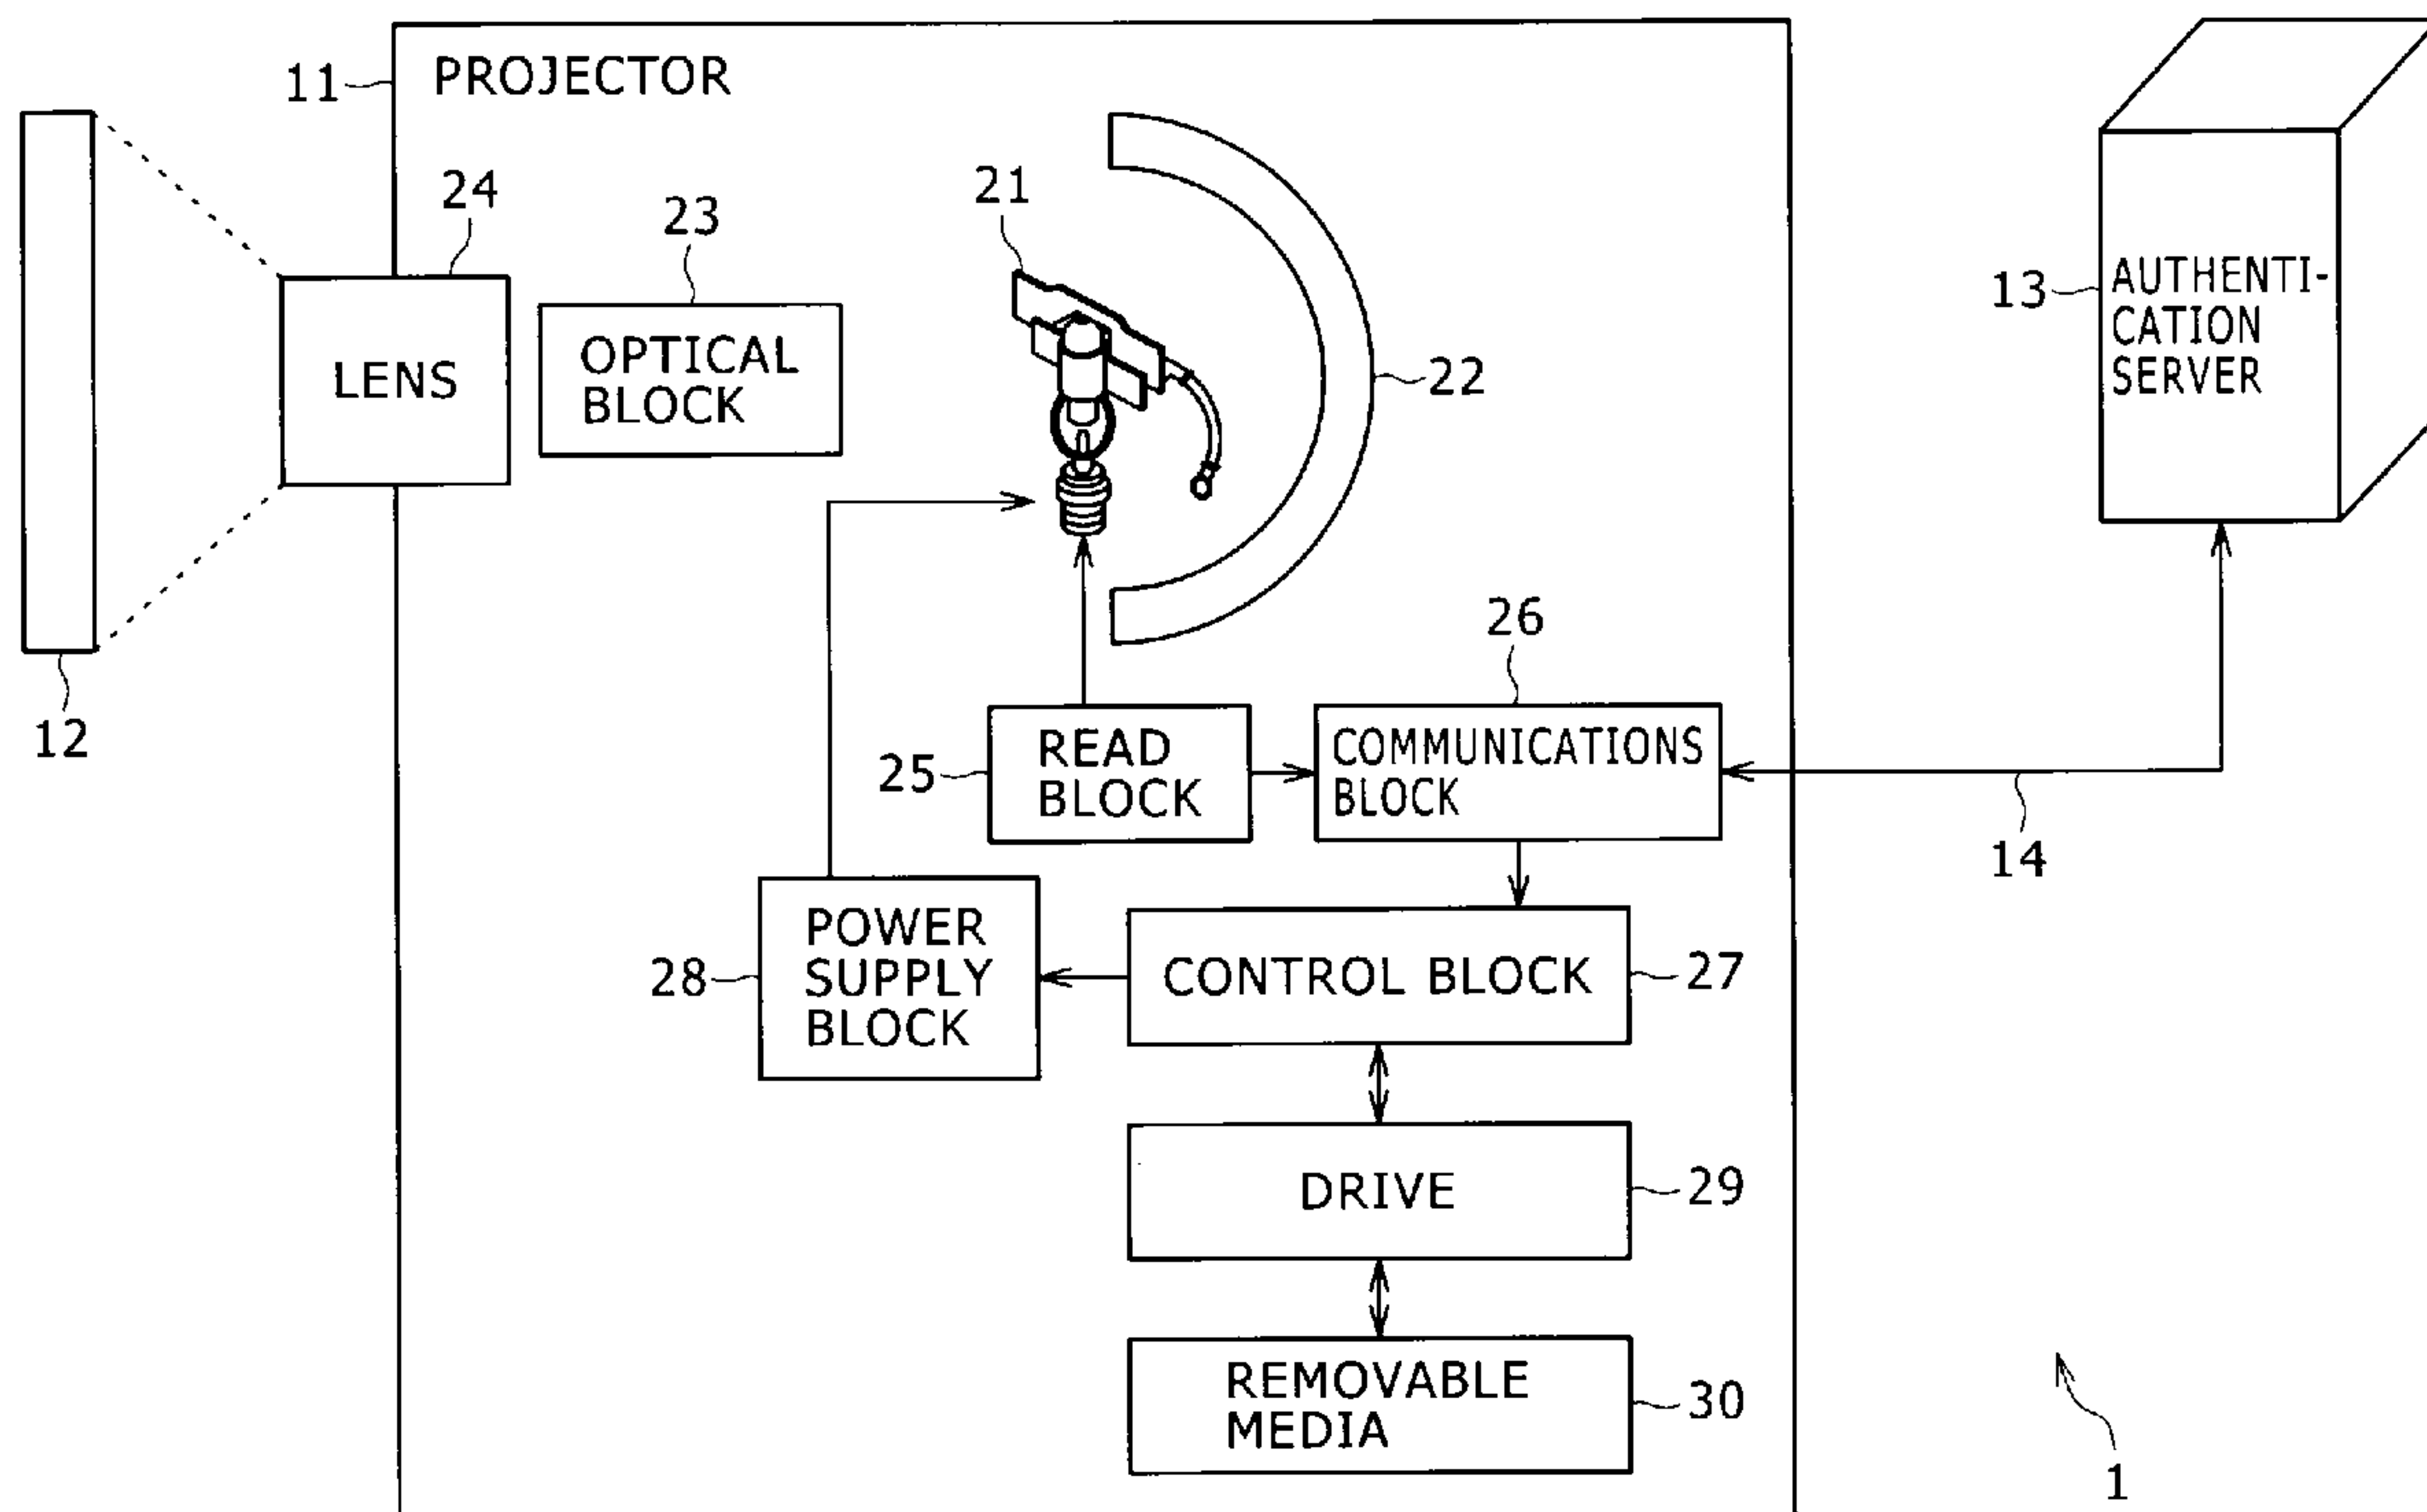 11
PROJECTOR
24
23
21
LENS
OPTICAL
BLOCK
22
13
AUTHENTI-
CATION
SERVER
12
26
25
READ
BLOCK
COMMUNICATIONS
BLOCK
14
28
POWER
SUPPLY
BLOCK
CONTROL BLOCK
27
DRIVE
29
REMOVABLE
MEDIA
30
1